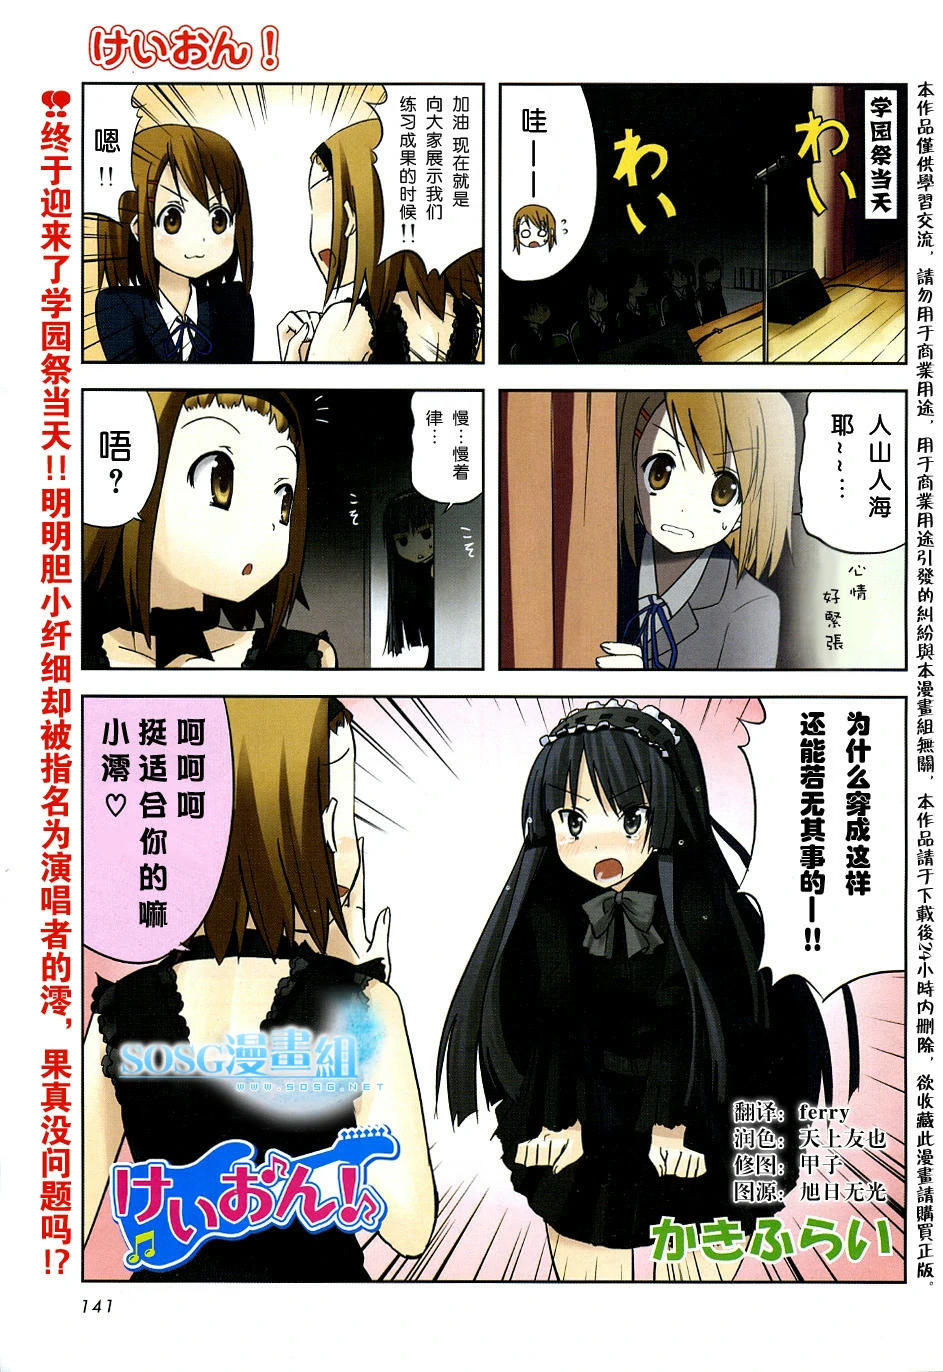 けいおん！
学园祭当天
わい
わい
哇——
加油 现在就是
向大家展示我们
练习成果的时候!!
嗯!!
人山人海
耶~~…
心情
好緊張
慢…慢着
律…
こそ
こそ
唔？
为什么穿成这样
还能若无其事的—!!
呵呵呵
挺适合你的嘛
小澪♡
SOSG漫畫組
WWW.SOSG.NET
けいおん！
翻译：ferry
润色：天上友也
修图：甲子
图源：旭日无光
かきふらい
!!终于迎来了学园祭当天!!明明胆小纤细却被指名为演唱者的澪，果真没问题吗!?
本作品僅供學習交流，請勿用于商業用途，用于商業用途引發的糾紛與本漫畫組無關，本作品請于下載後24小時内刪除，欲收藏此漫畫請購買正版。
141